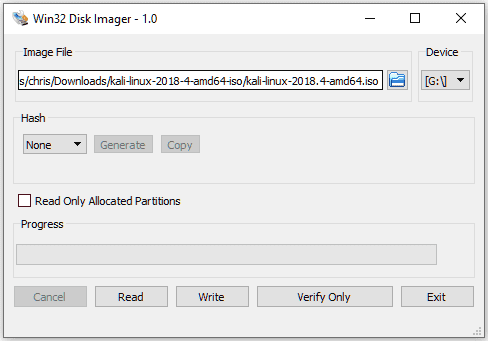 Win32 Disk Imager - 1.0
Image File
Device
s/chris/Downloads/kali-linux-2018-4-amd64-iso/kali-linux-2018.4-amd64.iso
[G:\]
Hash
None
Generate
Copy
Read Only Allocated Partitions
Progress
Cancel
Read
Write
Verify Only
Exit